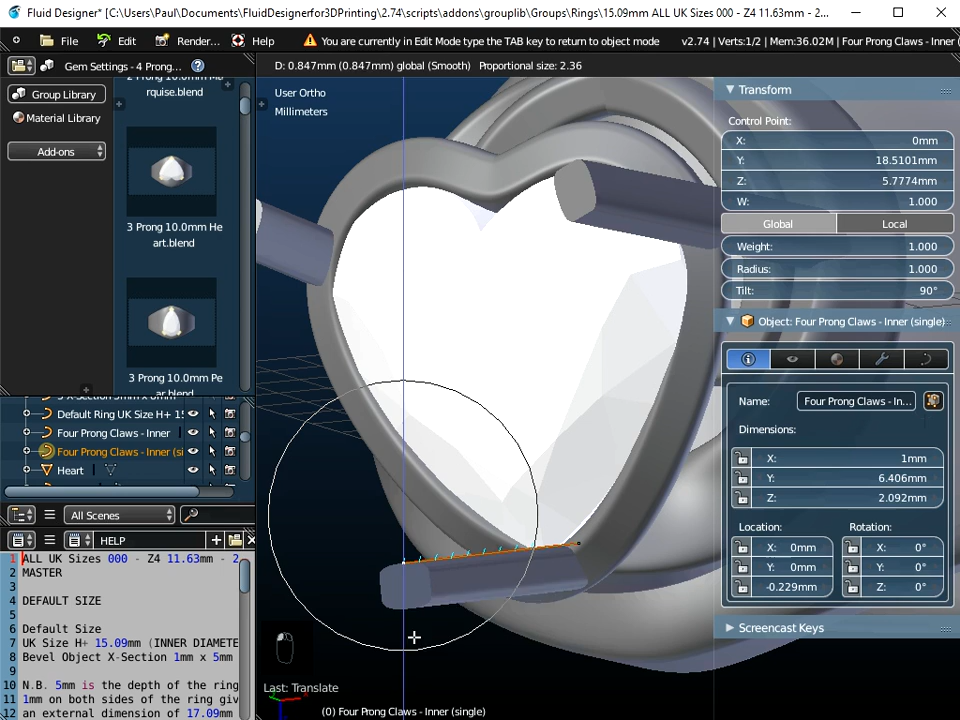 Fluid Designer* [C:\Users\Paul\Documents\FluidDesignerfor3DPrinting\2.74\scripts\addons\grouplib\Groups\Rings\15.09mm ALL UK Sizes 000 - Z4 11.63mm - 2...
File Edit Render... Help You are currently in Edit Mode type the TAB key to return to object mode v2.74 | Verts:1/2 | Mem:36.02M | Four Prong Claws - Inner (
Gem Settings - 4 Prong...
D: 0.847mm (0.847mm) global (Smooth) Proportional size: 2.36
Group Library
Material Library
Add-ons
rquise.blend
3 Prong 10.0mm He
art.blend
3 Prong 10.0mm Pe
ar.blend
User Ortho
Millimeters
Transform
Control Point:
X: 0mm
Y: 18.5101mm
Z: 5.7774mm
W: 1.000
Global Local
Weight: 1.000
Radius: 1.000
Tilt: 90°
Object: Four Prong Claws - Inner (single)
Name: Four Prong Claws - In...
Dimensions:
X: 1mm
Y: 6.406mm
Z: 2.092mm
Location: Rotation:
X: 0mm X: 0°
Y: 0mm Y: 0°
-0.229mm Z: 0°
Screencast Keys
Default Ring UK Size H+ 15
Four Prong Claws - Inner
Four Prong Claws - Inner (si
Heart
All Scenes
HELP
1 ALL UK Sizes 000 - Z4 11.63mm - 2
2 MASTER
3
4 DEFAULT SIZE
5
6 Default Size
7 UK Size H+ 15.09mm (INNER DIAMETE
8 Bevel Object X-Section 1mm x 5mm
9
10 N.B. 5mm is the depth of the ring
11 1mm on both sides of the ring giv
12 an external dimension of 17.09mm
Last: Translate
(0) Four Prong Claws - Inner (single)